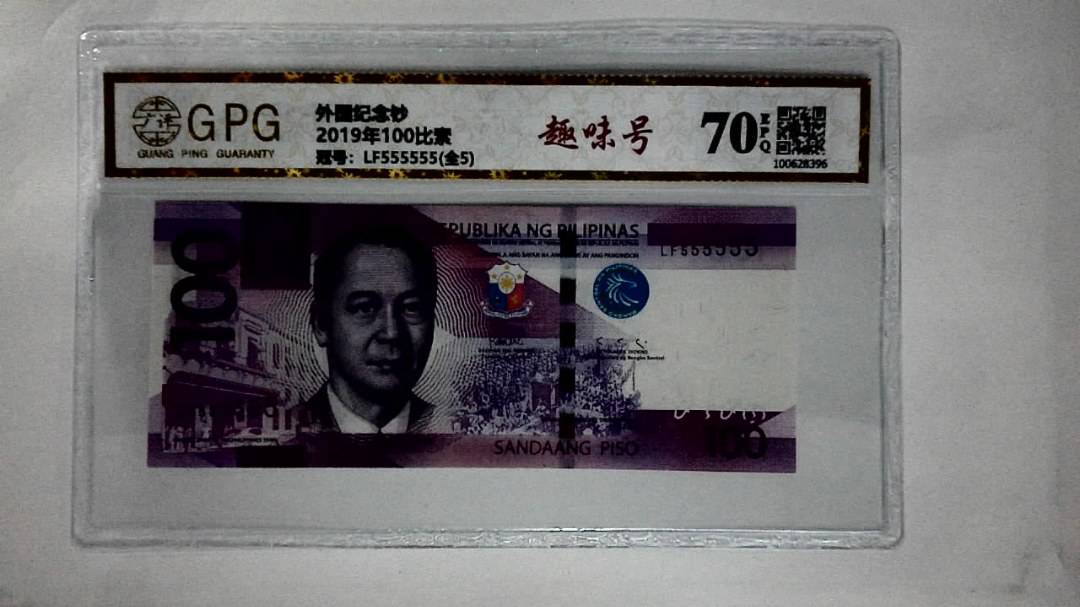 GPG
GUANG PING GUARANTY
外国纪念钞
2019年100比索
冠号：LF555555(全5)
趣味号
70
EPQ
100628396
100
REPUBLIKA NG PILIPINAS
LF555555
SANDAANG PISO
100